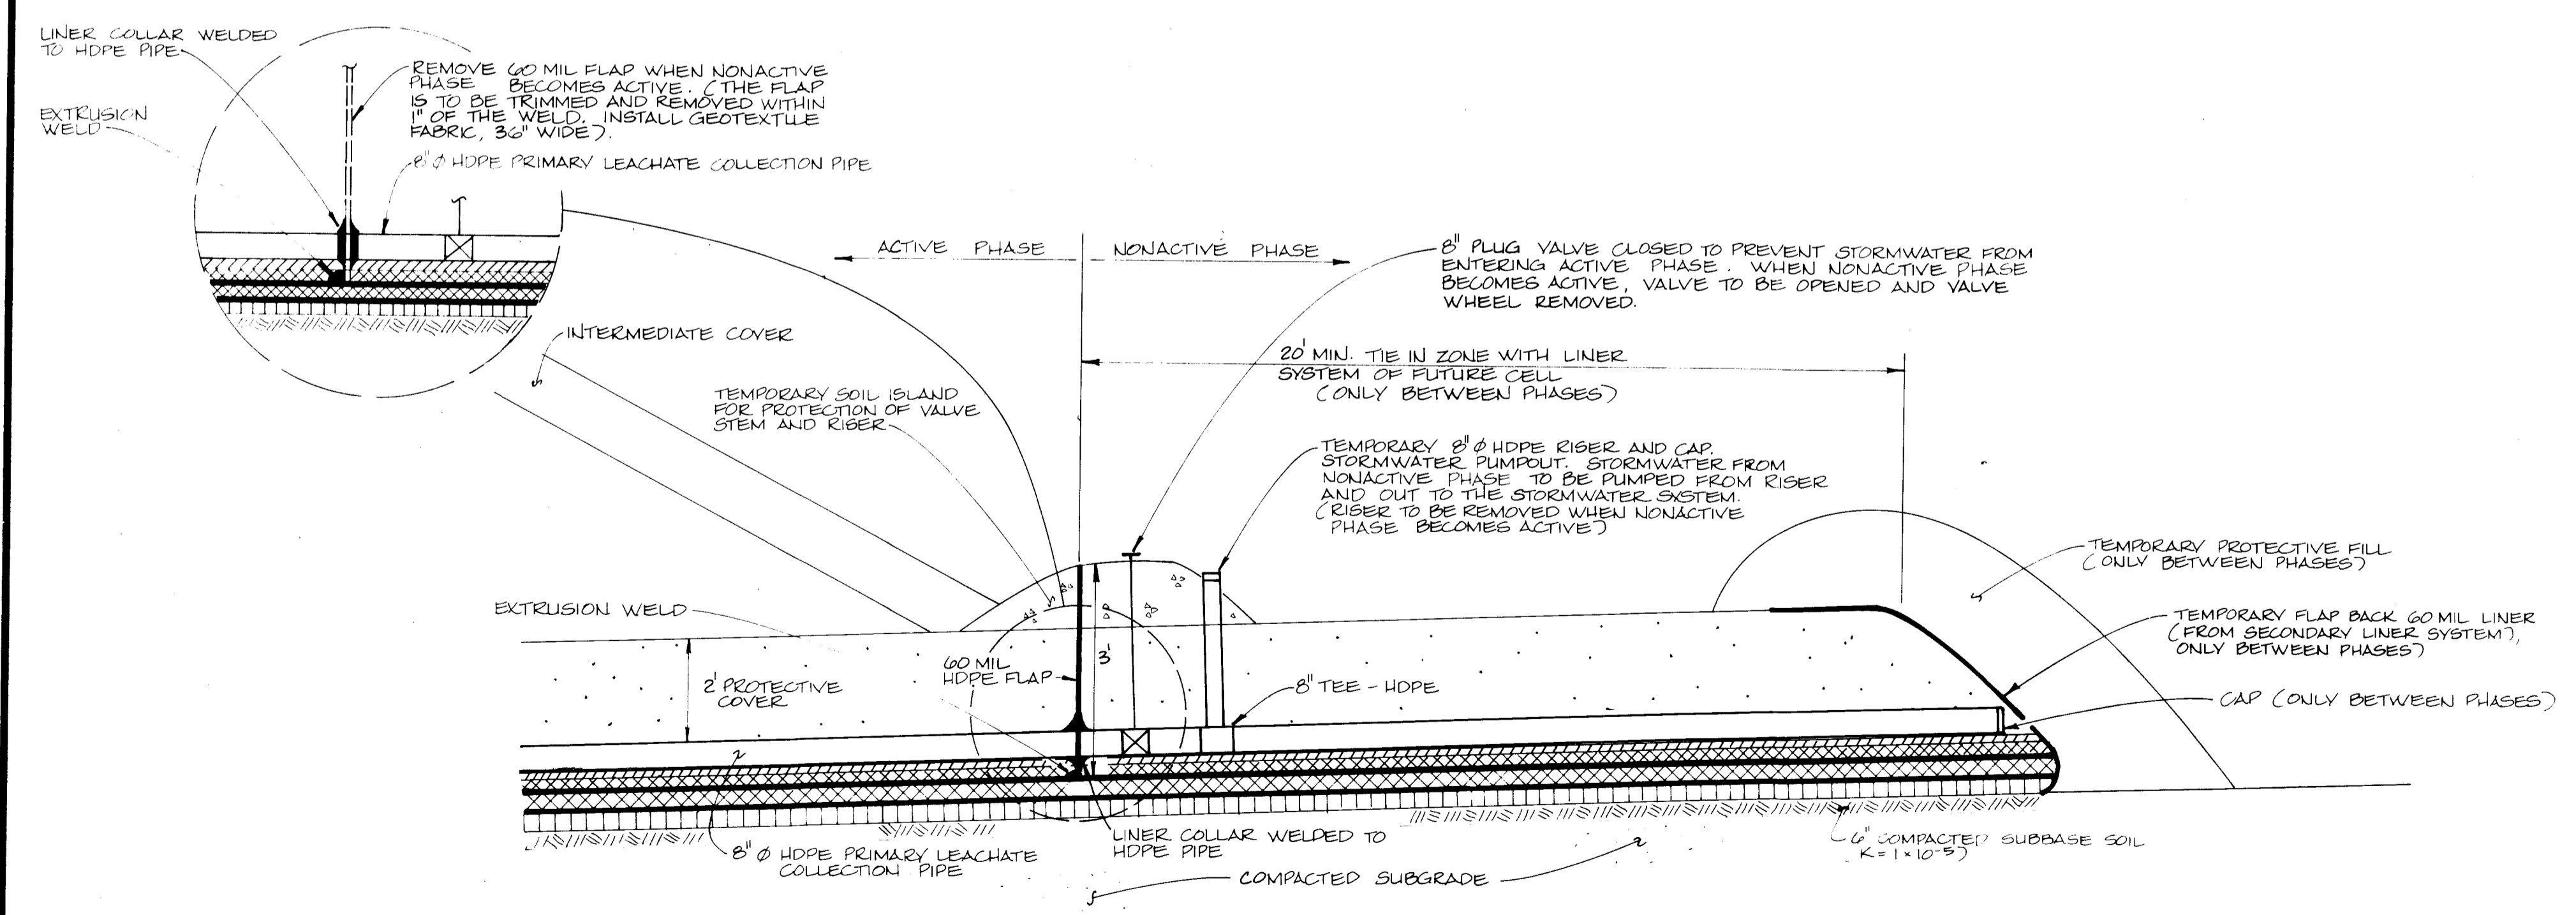 LINER COLLAR WELDED
TO HDPE PIPE
EXTRUSION
WELD
REMOVE 60 MIL FLAP WHEN NONACTIVE
PHASE BECOMES ACTIVE. (THE FLAP
IS TO BE TRIMMED AND REMOVED WITHIN
1" OF THE WELD. INSTALL GEOTEXTILE
FABRIC, 36" WIDE).
8" Ø HDPE PRIMARY LEACHATE COLLECTION PIPE
ACTIVE PHASE
NONACTIVE PHASE
8" PLUG VALVE CLOSED TO PREVENT STORMWATER FROM
ENTERING ACTIVE PHASE. WHEN NONACTIVE PHASE
BECOMES ACTIVE, VALVE TO BE OPENED AND VALVE
WHEEL REMOVED.
INTERMEDIATE COVER
20' MIN. TIE IN ZONE WITH LINER
SYSTEM OF FUTURE CELL
(ONLY BETWEEN PHASES)
TEMPORARY SOIL ISLAND
FOR PROTECTION OF VALVE
STEM AND RISER
TEMPORARY 8" Ø HDPE RISER AND CAP.
STORMWATER PUMPOUT. STORMWATER FROM
NONACTIVE PHASE TO BE PUMPED FROM RISER
AND OUT TO THE STORMWATER SYSTEM.
(RISER TO BE REMOVED WHEN NONACTIVE
PHASE BECOMES ACTIVE)
TEMPORARY PROTECTIVE FILL
(ONLY BETWEEN PHASES)
EXTRUSION WELD
TEMPORARY FLAP BACK 60 MIL LINER
(FROM SECONDARY LINER SYSTEM),
ONLY BETWEEN PHASES)
60 MIL
HDPE FLAP
3'
2' PROTECTIVE
COVER
8" TEE - HDPE
CAP (ONLY BETWEEN PHASES)
LINER COLLAR WELDED TO
HDPE PIPE
8" Ø HDPE PRIMARY LEACHATE
COLLECTION PIPE
6" COMPACTED SUBBASE SOIL
K = 1 x 10-5)
COMPACTED SUBGRADE